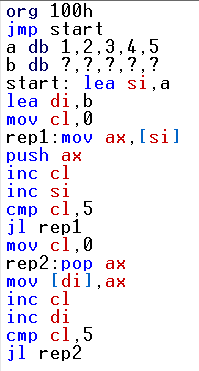 org 100h
jmp start
a db 1,2,3,4,5
b db ?,?,?,?,?
start: lea si,a
lea di,b
mov cl,0
rep1:mov ax,[si]
push ax
inc cl
inc si
cmp cl,5
jl rep1
mov cl,0
rep2:pop ax
mov [di],ax
inc cl
inc di
cmp cl,5
jl rep2